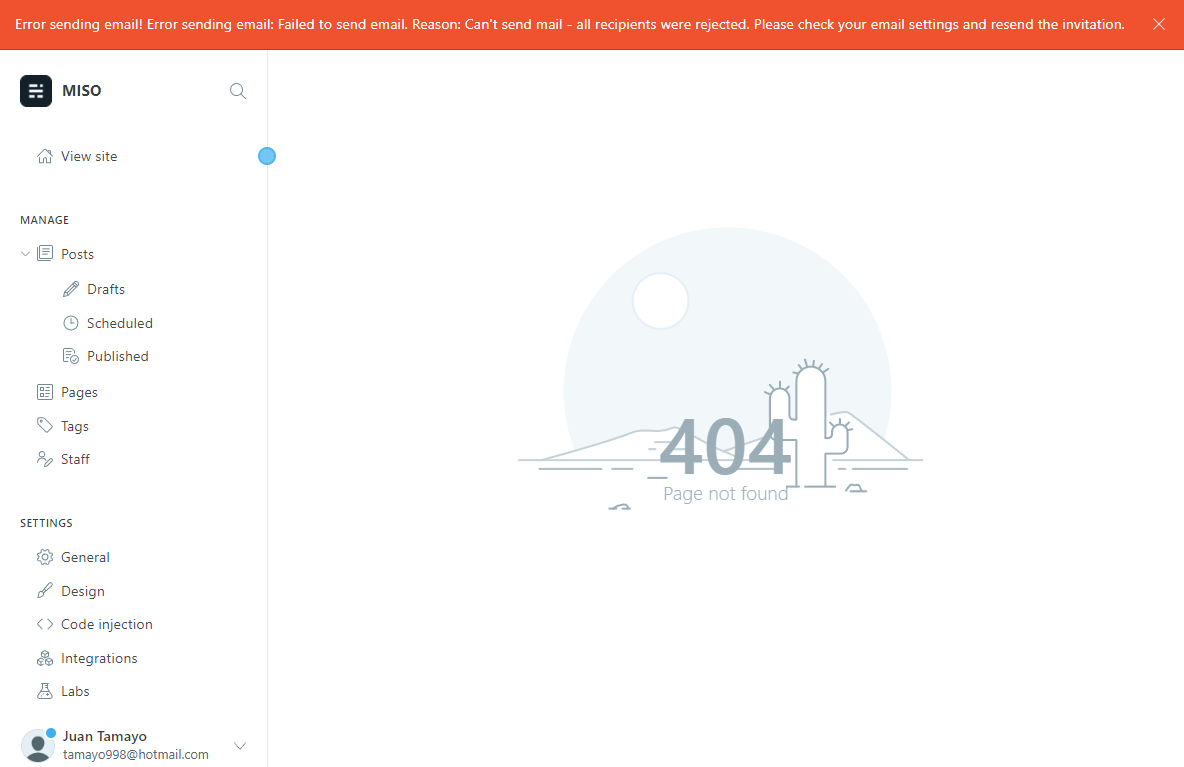 Error sending email! Error sending email: Failed to send email. Reason: Can't send mail - all recipients were rejected. Please check your email settings and resend the invitation.
MISO
View site
MANAGE
Posts
Drafts
Scheduled
Published
Pages
Tags
Staff
SETTINGS
General
Design
Code injection
Integrations
Labs
Juan Tamayo
tamayo998@hotmail.com
404
Page not found